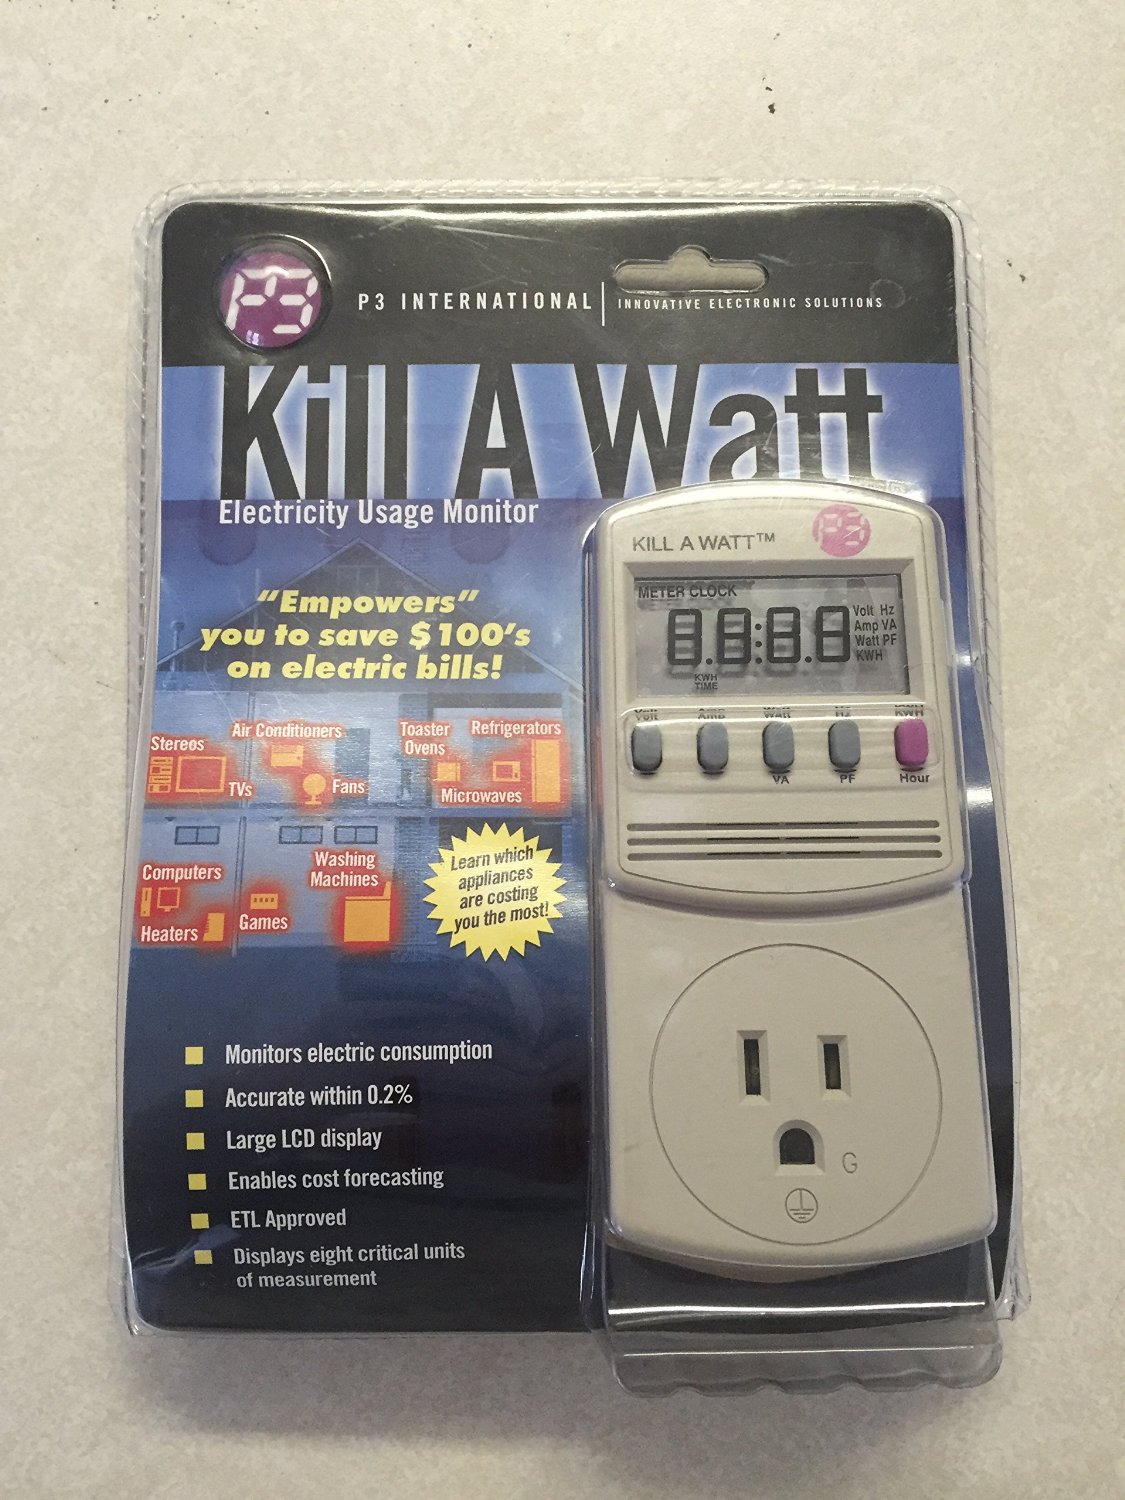 P3
P3 INTERNATIONAL
INNOVATIVE ELECTRONIC SOLUTIONS
Kill A Watt
Electricity Usage Monitor
"Empowers"
you to save $100's
on electric bills!
Stereos
TVs
Air Conditioners
Fans
Toaster
Ovens
Refrigerators
Microwaves
Computers
Heaters
Games
Washing
Machines
Learn which
appliances
are costing
you the most!
Monitors electric consumption
Accurate within 0.2%
Large LCD display
Enables cost forecasting
ETL Approved
Displays eight critical units
of measurement
KILL A WATT™
P3
METER CLOCK
8.8:8.8
Volt Hz
Amp VA
Watt PF
KWH
KWH
TIME
Volt Amp Watt Hz KWH
VA PF Hour
G